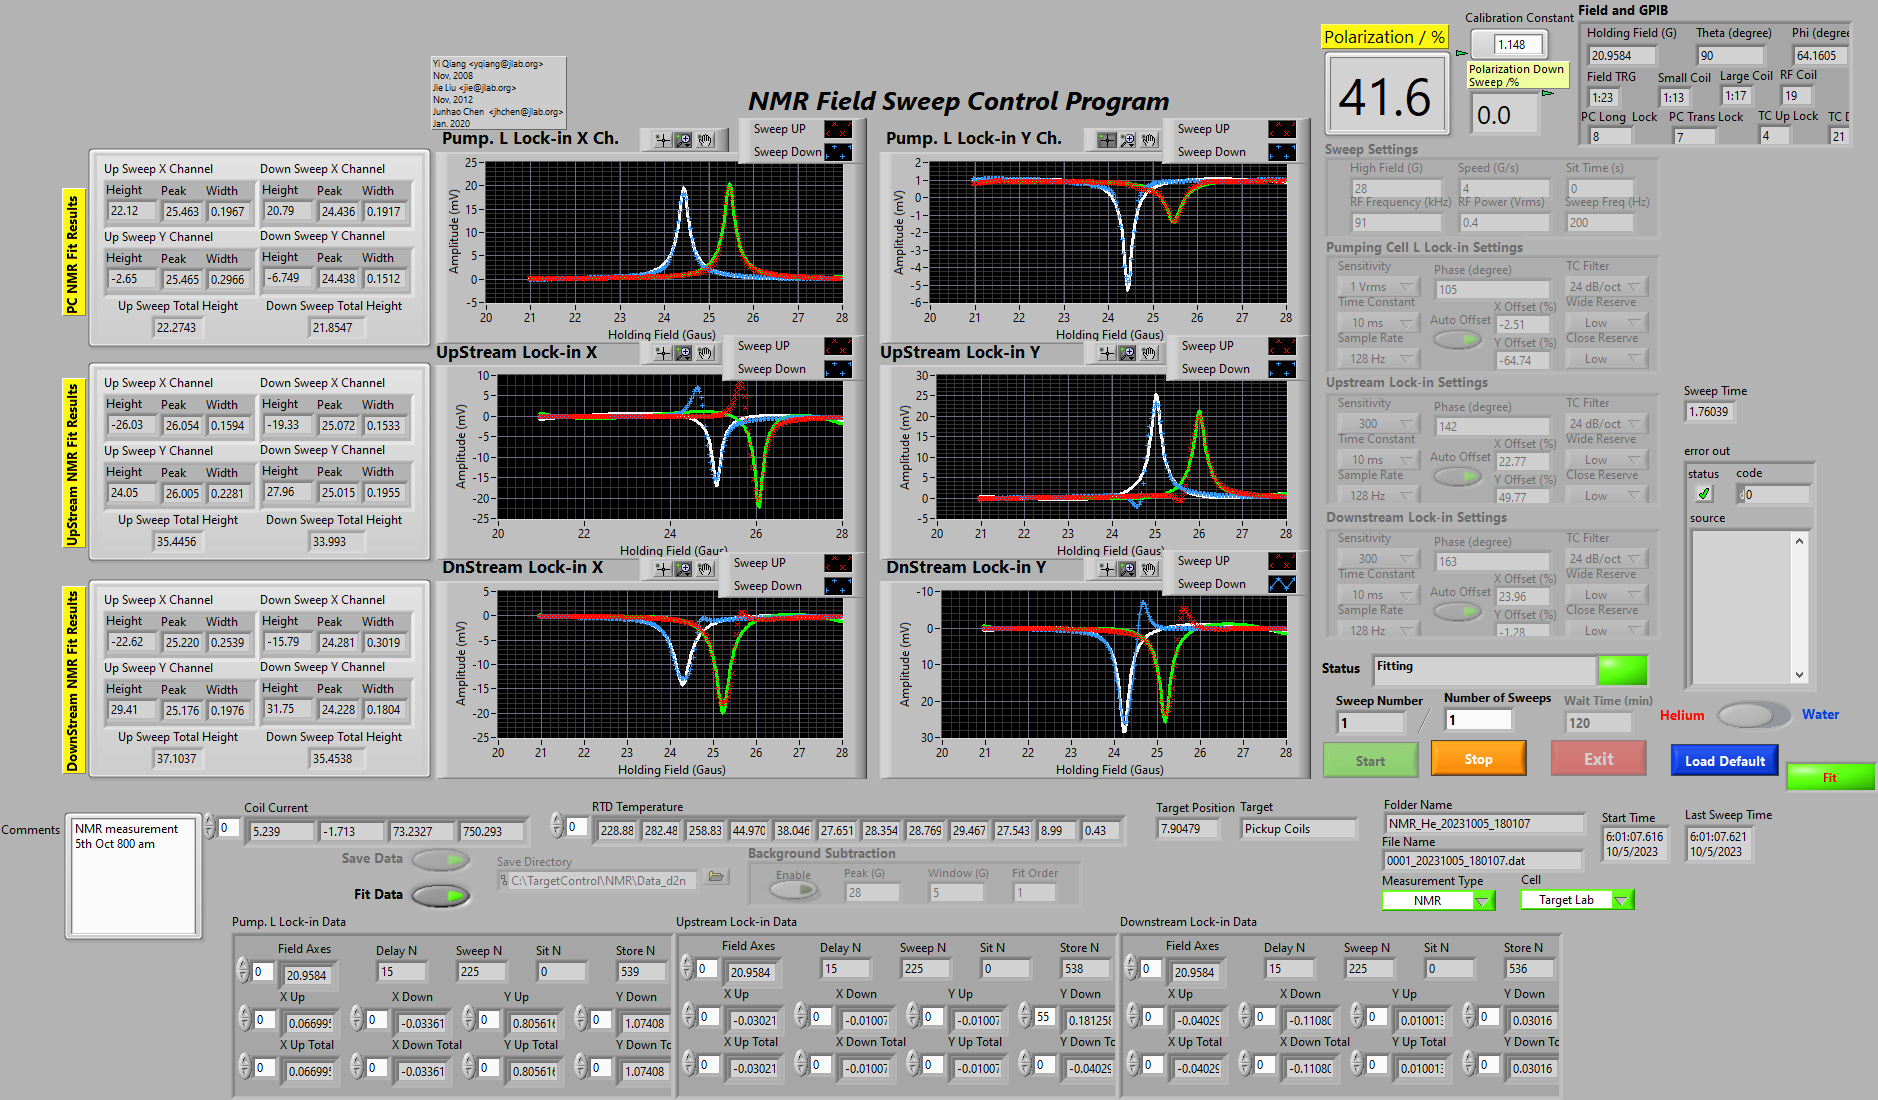 NMR Field Sweep Control Program
Yi Qiang <yqiang@jlab.org>
Nov, 2008
Jie Liu <jie@jlab.org>
Nov, 2012
Junhao Chen <jhchen@jlab.org>
Jan. 2020
Polarization / %
41.6
Calibration Constant
1.148
Polarization Down
Sweep /%
0.0
Field and GPIB
Holding Field (G) Theta (degree) Phi (degree
20.9584 90 64.1605
Field TRG Small Coil Large Coil RF Coil
1:23 1:13 1:17 19
PC Long Lock PC Trans Lock TC Up Lock TC D
8 7 4 21
PC NMR Fit Results
Up Sweep X Channel Down Sweep X Channel
Height Peak Width Height Peak Width
22.12 25.463 0.1967 20.79 24.436 0.1917
Up Sweep Y Channel Down Sweep Y Channel
Height Peak Width Height Peak Width
-2.65 25.465 0.2966 -6.749 24.438 0.1512
Up Sweep Total Height Down Sweep Total Height
22.2743 21.8547
UpStream NMR Fit Results
Up Sweep X Channel Down Sweep X Channel
Height Peak Width Height Peak Width
-26.03 26.054 0.1594 -19.33 25.072 0.1533
Up Sweep Y Channel Down Sweep Y Channel
Height Peak Width Height Peak Width
24.05 26.005 0.2281 27.96 25.015 0.1955
Up Sweep Total Height Down Sweep Total Height
35.4456 33.993
DownStream NMR Fit Results
Up Sweep X Channel Down Sweep X Channel
Height Peak Width Height Peak Width
-22.62 25.220 0.2539 -15.79 24.281 0.3019
Up Sweep Y Channel Down Sweep Y Channel
Height Peak Width Height Peak Width
29.41 25.176 0.1976 31.75 24.228 0.1804
Up Sweep Total Height Down Sweep Total Height
37.1037 35.4538
Pump. L Lock-in X Ch.
Sweep UP
Sweep Down
Amplitude (mV)
25
20
15
10
5
0
-5
20 21 22 23 24 25 26 27 28
Holding Field (Gaus)
Pump. L Lock-in Y Ch.
Sweep UP
Sweep Down
Amplitude (mV)
2
1
0
-1
-2
-3
-4
-5
-6
20 21 22 23 24 25 26 27 28
Holding Field (Gaus)
UpStream Lock-in X
Sweep UP
Sweep Down
Amplitude (mV)
10
5
0
-5
-10
-15
-20
-25
20 21 22 24 26 27 28
Holding Field (Gaus)
UpStream Lock-in Y
Sweep UP
Sweep Down
Amplitude (mV)
30
25
20
15
10
5
0
-5
20 21 22 23 24 25 26 27 28
Holding Field (Gaus)
DnStream Lock-in X
Sweep UP
Sweep Down
Amplitude (mV)
5
0
-5
-10
-15
-20
-25
20 21 22 23 24 25 26 27 28
Holding Field (Gaus)
DnStream Lock-in Y
Sweep UP
Sweep Down
Amplitude (mV)
-10
0
10
20
30
20 21 22 23 24 25 26 27 28
Holding Field (Gaus)
Sweep Settings
High Field (G) Speed (G/s) Sit Time (s)
28 4 0
RF Frequency (kHz) RF Power (Vrms) Sweep Freq (Hz)
91 0.4 200
Pumping Cell L Lock-in Settings
Sensitivity Phase (degree) TC Filter
1 Vrms 105 24 dB/oct
Time Constant X Offset (%) Wide Reserve
10 ms Auto Offset -2.51 Low
Sample Rate Y Offset (%) Close Reserve
128 Hz -64.74 Low
Upstream Lock-in Settings
Sensitivity Phase (degree) TC Filter
300 142 24 dB/oct
Time Constant X Offset (%) Wide Reserve
10 ms Auto Offset 22.77 Low
Sample Rate Y Offset (%) Close Reserve
128 Hz 49.77 Low
Downstream Lock-in Settings
Sensitivity Phase (degree) TC Filter
300 163 24 dB/oct
Time Constant X Offset (%) Wide Reserve
10 ms Auto Offset 23.96 Low
Sample Rate Y Offset (%) Close Reserve
128 Hz -1.28 Low
Sweep Time
1.76039
error out
status code
0
source
Status Fitting
Sweep Number Number of Sweeps Wait Time (min)
1 / 1 120
Helium Water
Start Stop Exit Load Default
Fit
Comments
NMR measurement
5th Oct 800 am
Coil Current
0 5.239 -1.713 73.2327 750.293
RTD Temperature
0 228.88 282.48 258.83 44.970 38.046 27.651 28.354 28.769 29.467 27.543 8.99 0.43
Target Position Target
7.90479 Pickup Coils
Folder Name
NMR_He_20231005_180107
File Name
0001_20231005_180107.dat
Start Time Last Sweep Time
6:01:07.616 6:01:07.621
10/5/2023 10/5/2023
Measurement Type Cell
NMR Target Lab
Save Data
Fit Data
Save Directory
C:\TargetControl\NMR\Data_d2n
Background Subtraction
Enable Peak (G) Window (G) Fit Order
28 5 1
Pump. L Lock-in Data
Field Axes Delay N Sweep N Sit N Store N
0 20.9584 15 225 0 539
X Up X Down Y Up Y Down
0 0.06699 0 -0.03361 0 0.805616 0 1.07408
X Up Total X Down Total Y Up Total Y Down To
0 0.06699 0 -0.03361 0 0.805616 0 1.07408
Upstream Lock-in Data
Field Axes Delay N Sweep N Sit N Store N
0 20.9584 15 225 0 538
X Up X Down Y Up Y Down
0 -0.03021 0 -0.01007 0 -0.01007 55 0.181258
X Up Total X Down Total Y Up Total Y Down To
0 -0.03021 0 -0.01007 0 -0.01007 0 -0.04029
Downstream Lock-in Data
Field Axes Delay N Sweep N Sit N Store N
0 20.9584 15 225 0 536
X Up X Down Y Up Y Down
0 -0.04029 0 -0.11080 0 0.01001 0 0.03016
X Up Total X Down Total Y Up Total Y Down To
0 -0.04029 0 -0.11080 0 0.01001 0 0.03016